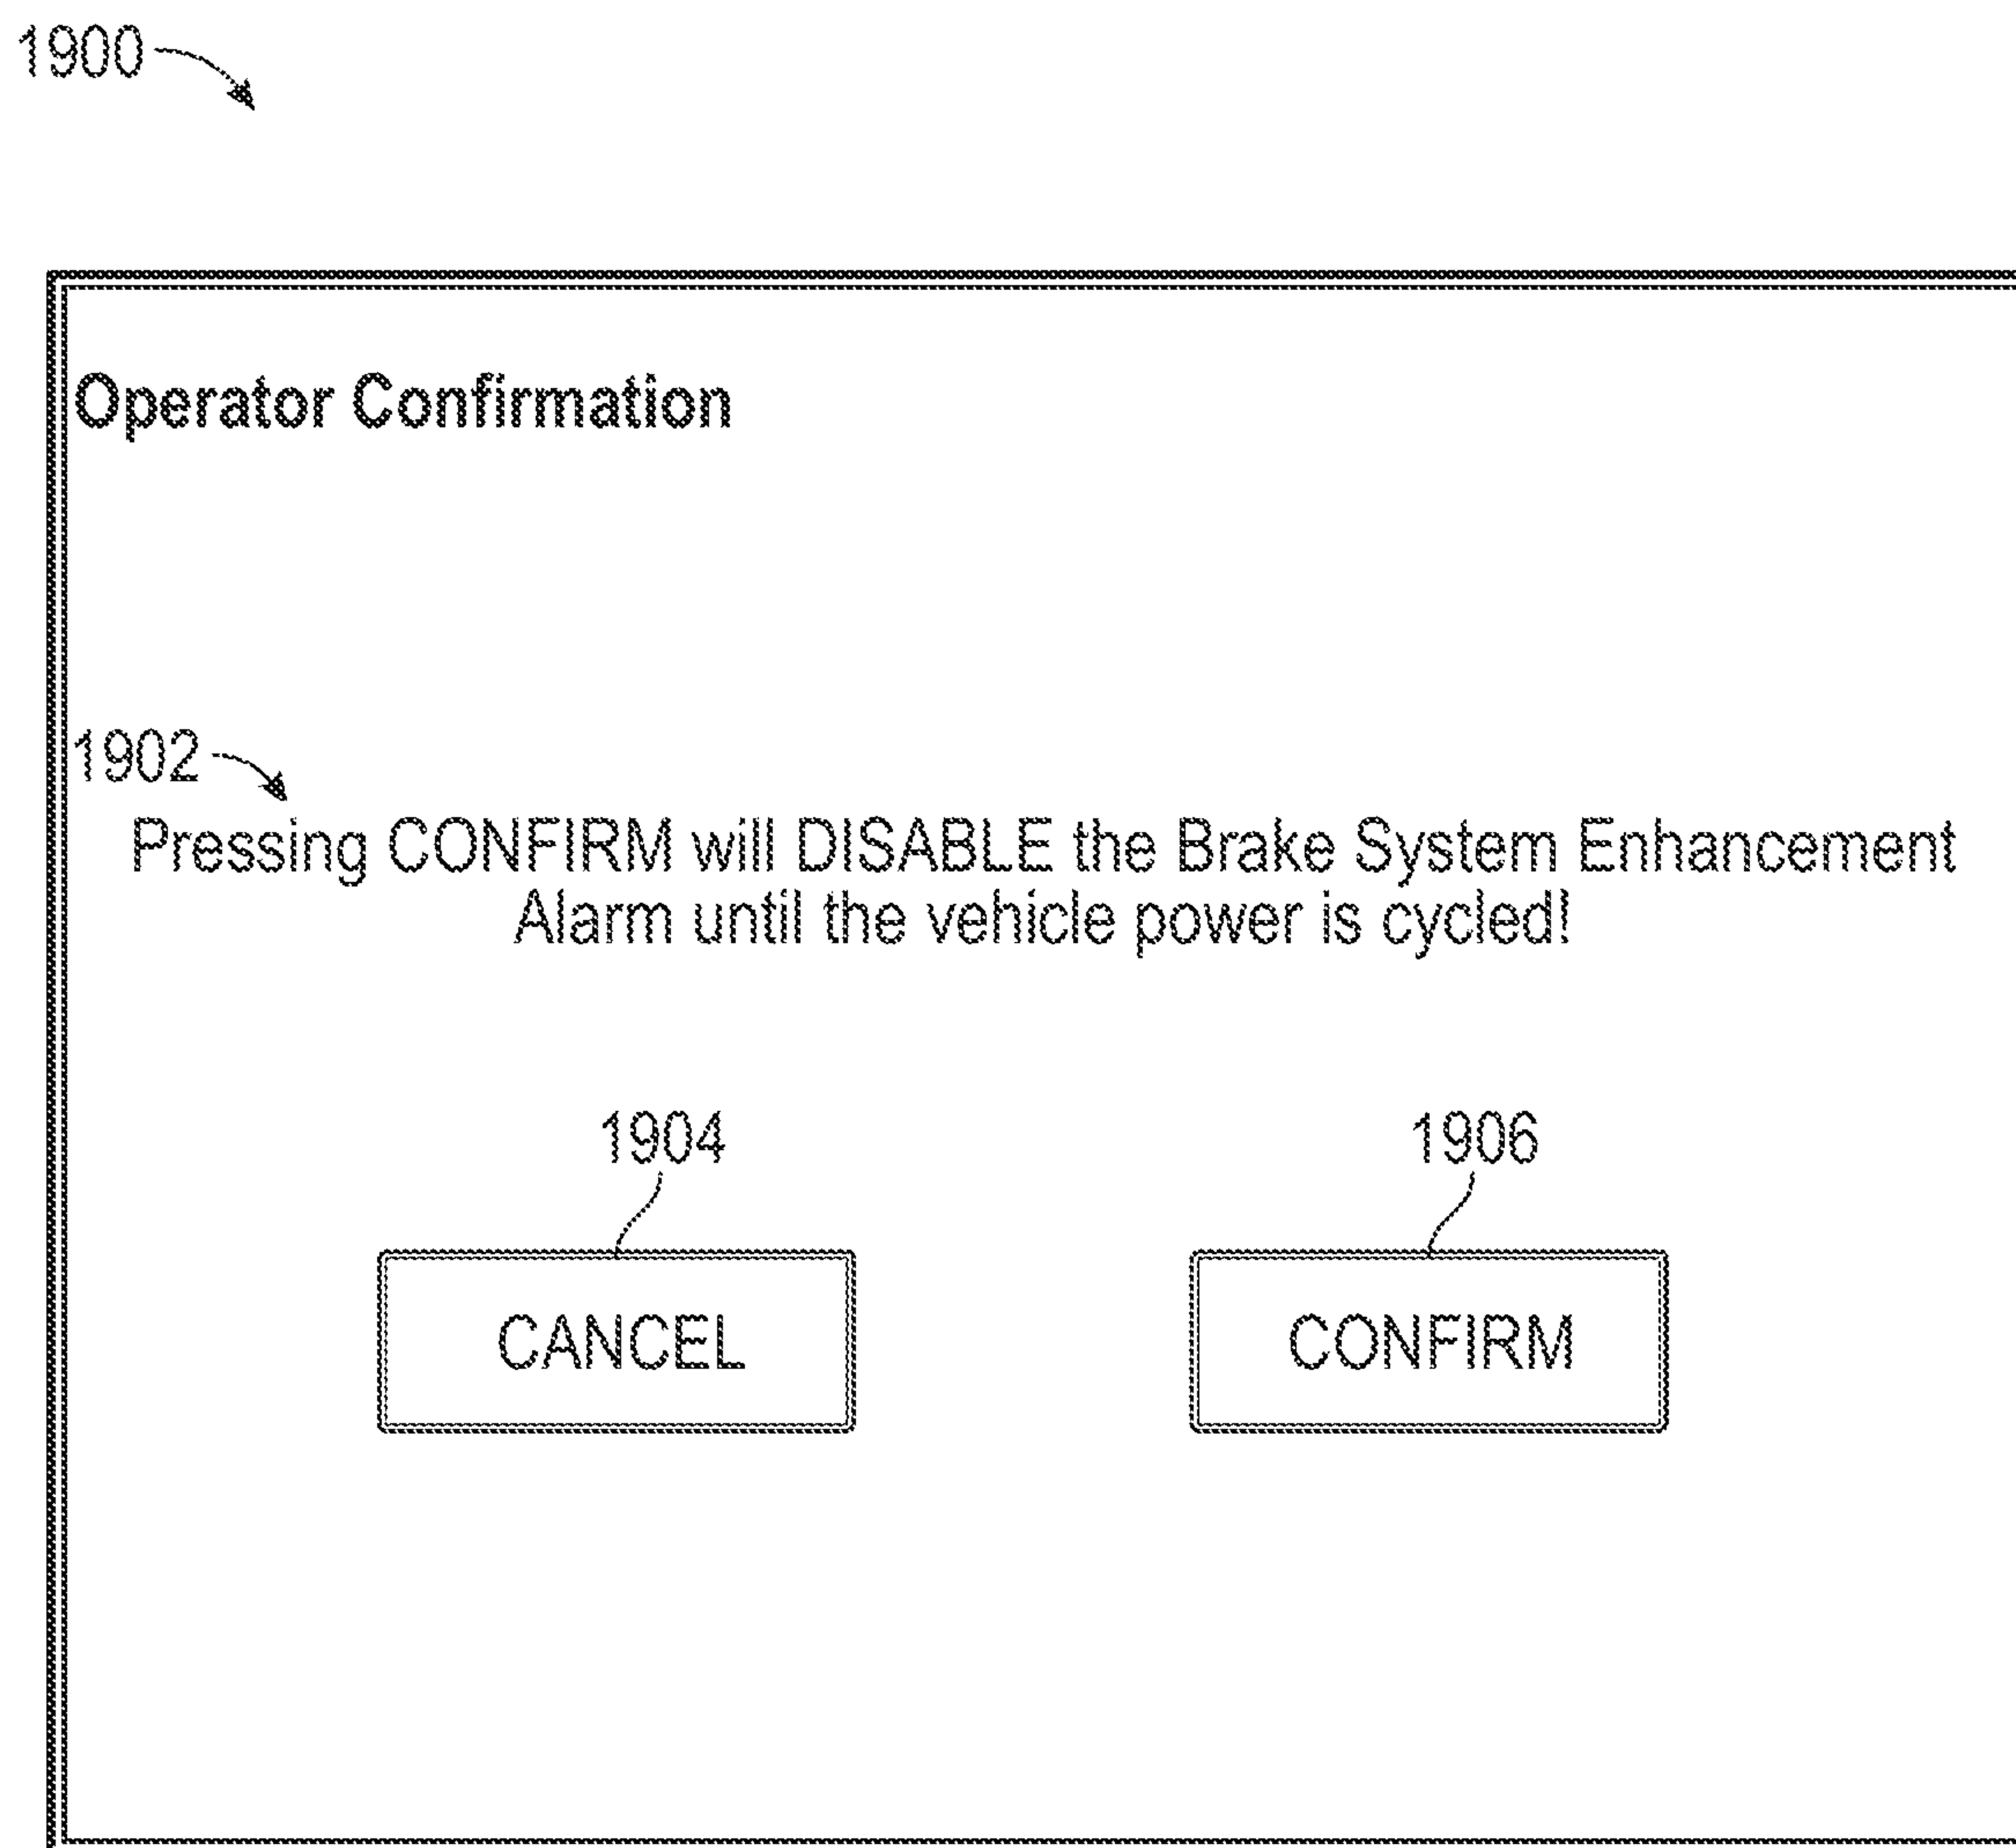 1900
Operator Confirmation
1902
Pressing CONFIRM will DISABLE the Brake System Enhancement
Alarm until the vehicle power is cycled!
1904
1906
CANCEL
CONFIRM